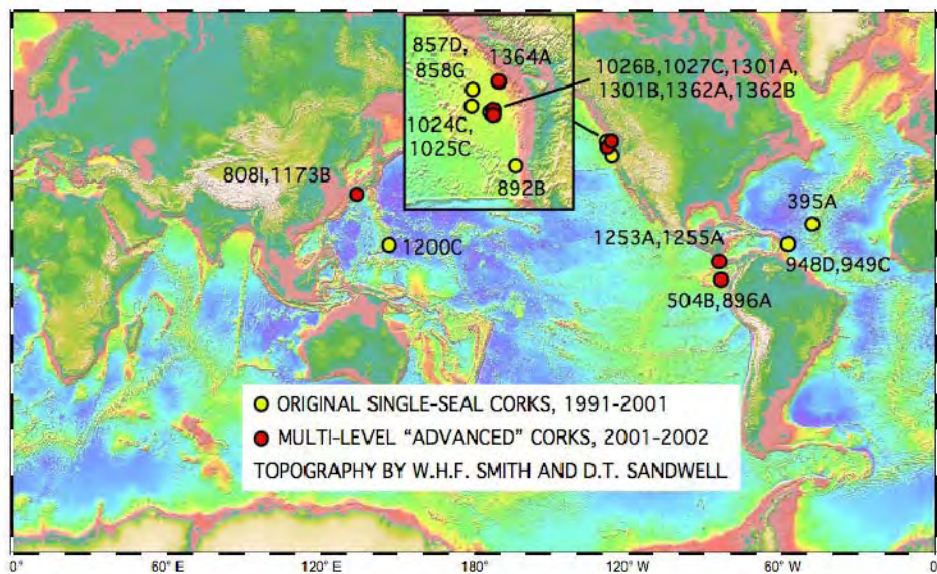 857D,
858G
1364A
1026B,1027C,1301A,
1301B,1362A,1362B
1024C,
1025C
892B
808I,1173B
1200C
395A
1253A,1255A
948D,949C
504B,896A
ORIGINAL SINGLE-SEAL CORKS, 1991-2001
MULTI-LEVEL “ADVANCED” CORKS, 2001-2002
TOPOGRAPHY BY W.H.F. SMITH AND D.T. SANDWELL
0° 60° E 120° E 180° 120° W 60° W 0°